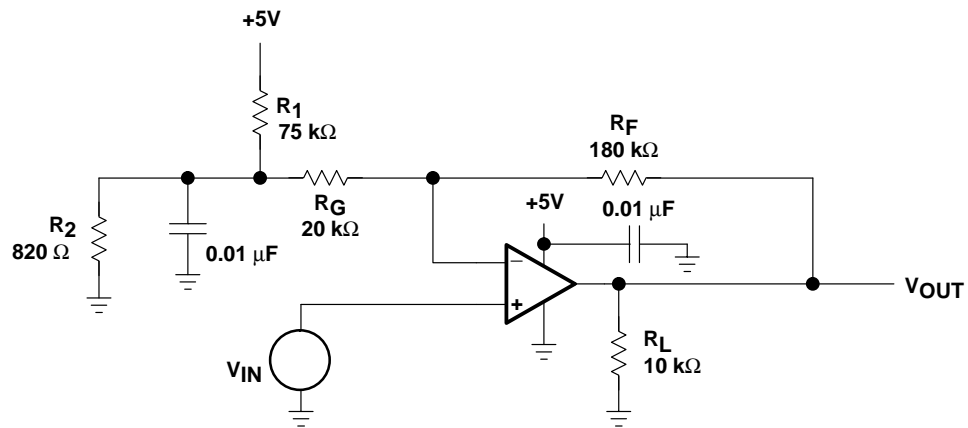 +5V
R1
75 kΩ
RF
180 kΩ
RG
20 kΩ
+5V
0.01 μF
R2
820 Ω
0.01 μF
−
+
VOUT
VIN
RL
10 kΩ